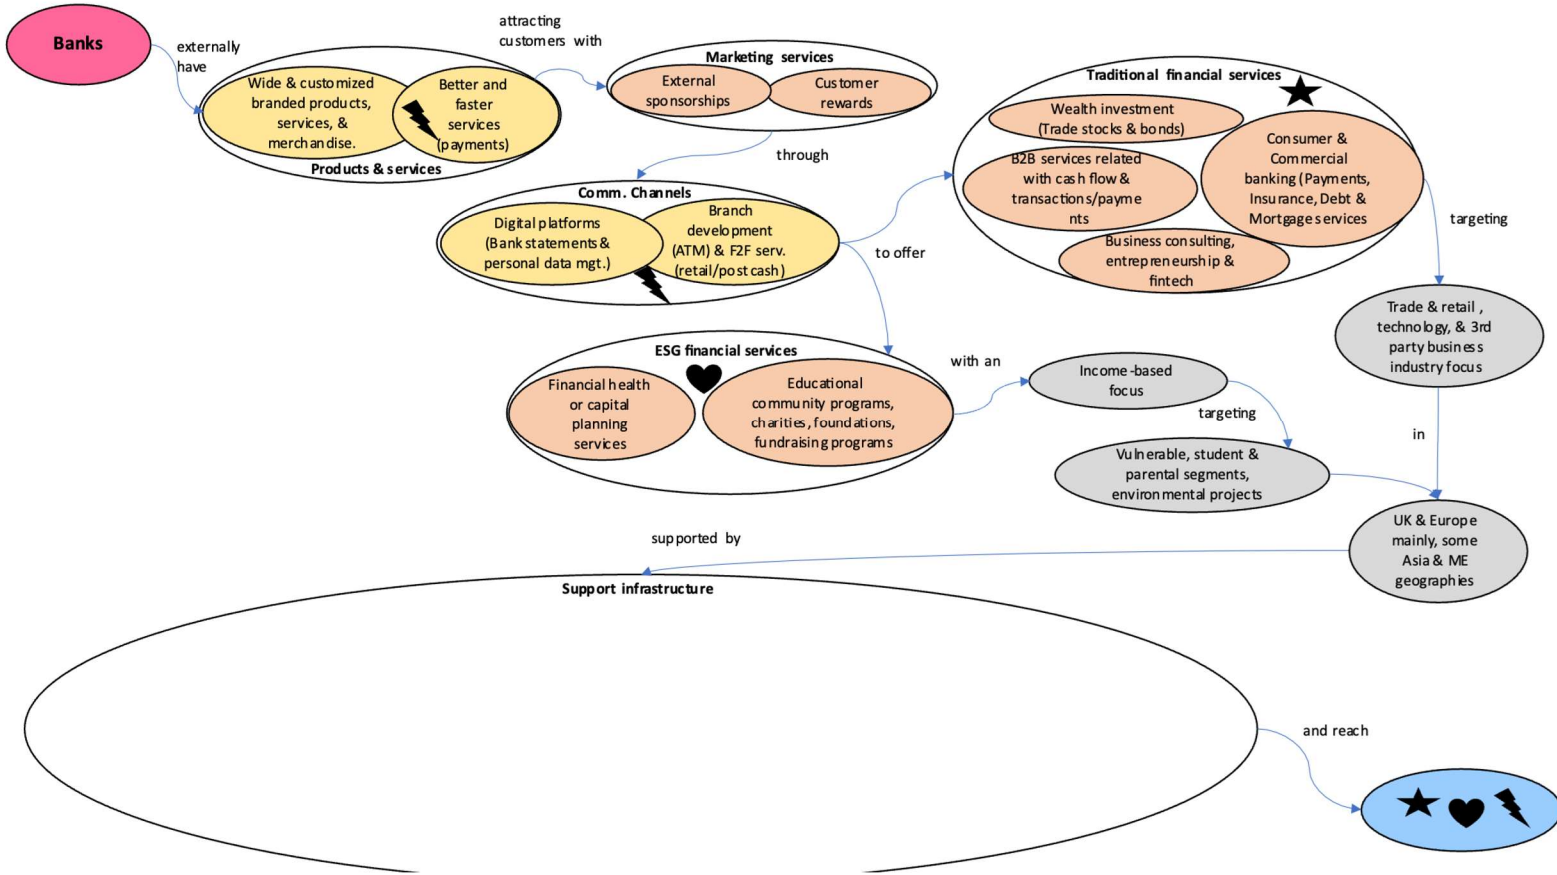 Banks
externally
have
Wide & customized
branded products,
services, &
merchandise.
Better and
faster
services
(payments)
Products & services
attracting
customers with
Marketing services
External
sponsorships
Customer
rewards
through
Comm. Channels
Digital platforms
(Bank statements &
personal data mgt.)
Branch
development
(ATM) & F2F serv.
(retail/post cash)
to offer
Traditional financial services
Wealth investment
(Trade stocks & bonds)
B2B services related
with cash flow &
transactions/payme
nts
Consumer &
Commercial
banking (Payments,
Insurance, Debt &
Mortgage services
Business consulting,
entrepreneurship &
fintech
targeting
Trade & retail ,
technology, & 3rd
party business
industry focus
in
ESG financial services
Financial health
or capital
planning
services
Educational
community programs,
charities, foundations,
fundraising programs
with an
Income-based
focus
targeting
Vulnerable, student &
parental segments,
environmental projects
UK & Europe
mainly, some
Asia & ME
geographies
supported by
Support infrastructure
and reach